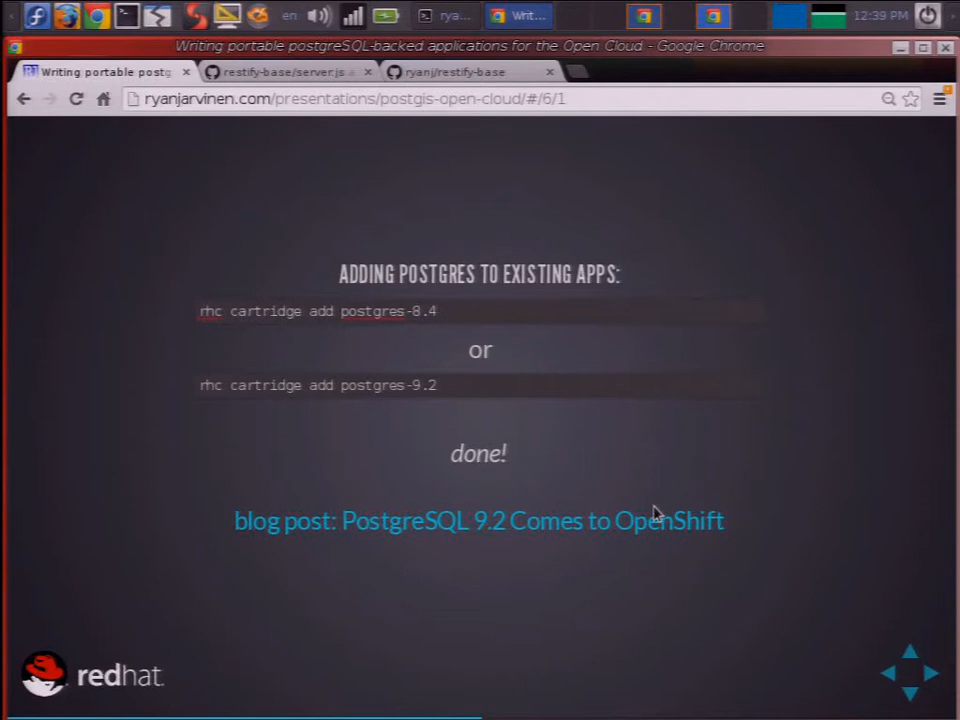 en
rya...
Writ...
12:39 PM
Writing portable postgreSQL-backed applications for the Open Cloud - Google Chrome
Writing portable postg
restify-base/server.js
ryanj/restify-base
ryanjarvinen.com/presentations/postgis-open-cloud/#/6/1
ADDING POSTGRES TO EXISTING APPS:
rhc cartridge add postgres-8.4
or
rhc cartridge add postgres-9.2
done!
blog post: PostgreSQL 9.2 Comes to OpenShift
redhat.